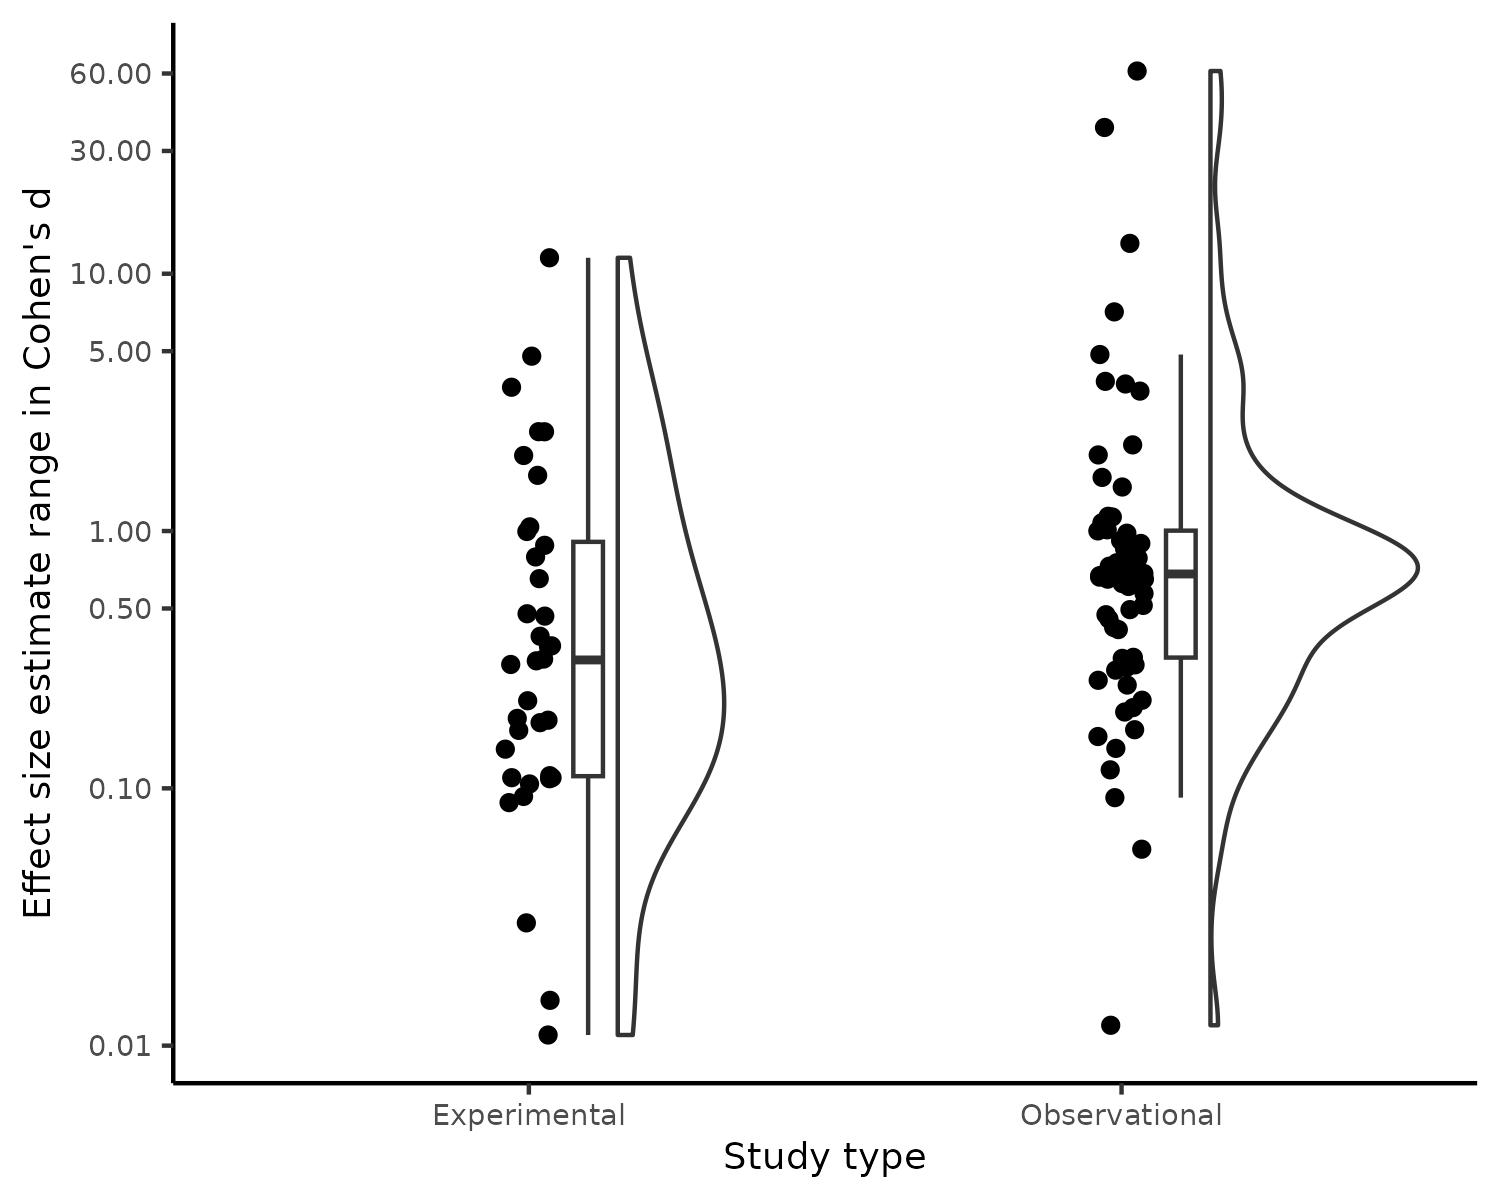 Effect size estimate range in Cohen's d
60.00
30.00
10.00
5.00
1.00
0.50
0.10
0.01
Experimental
Observational
Study type